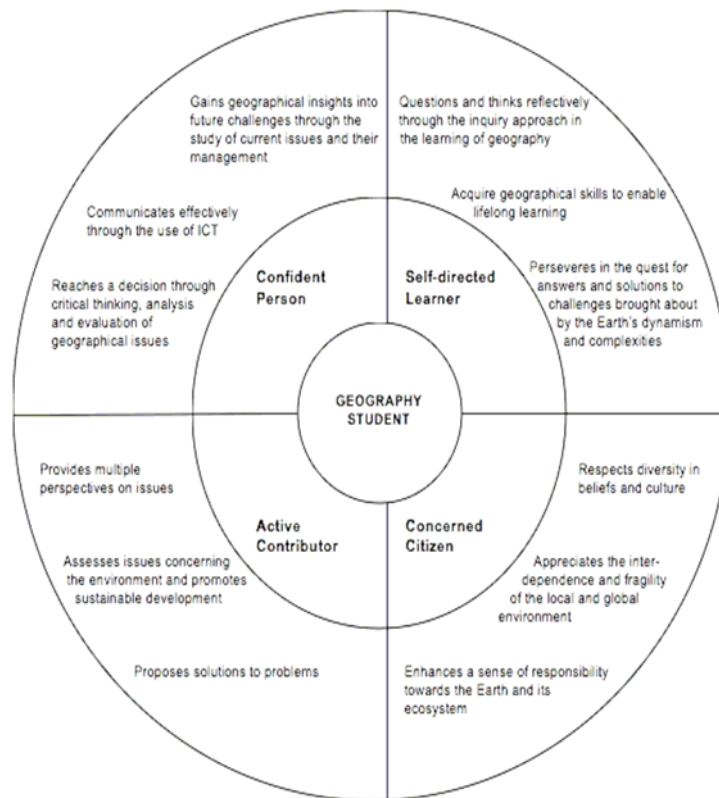 Gains geographical insights into
future challenges through the
study of current issues and their
management
Communicates effectively
through the use of ICT
Reaches a decision through
critical thinking, analysis
and evaluation of
geographical issues
Confident
Person
Questions and thinks reflectively
through the inquiry approach in
the learning of geography
Acquire geographical skills to enable
lifelong learning
Perseveres in the quest for
answers and solutions to
challenges brought about
by the Earth's dynamism
and complexities
Self-directed
Learner
GEOGRAPHY
STUDENT
Provides multiple
perspectives on issues
Assesses issues concerning
the environment and promotes
sustainable development
Proposes solutions to problems
Active
Contributor
Concerned
Citizen
Respects diversity in
beliefs and culture
Appreciates the inter-
dependence and fragility
of the local and global
environment
Enhances a sense of responsibility
towards the Earth and its
ecosystem